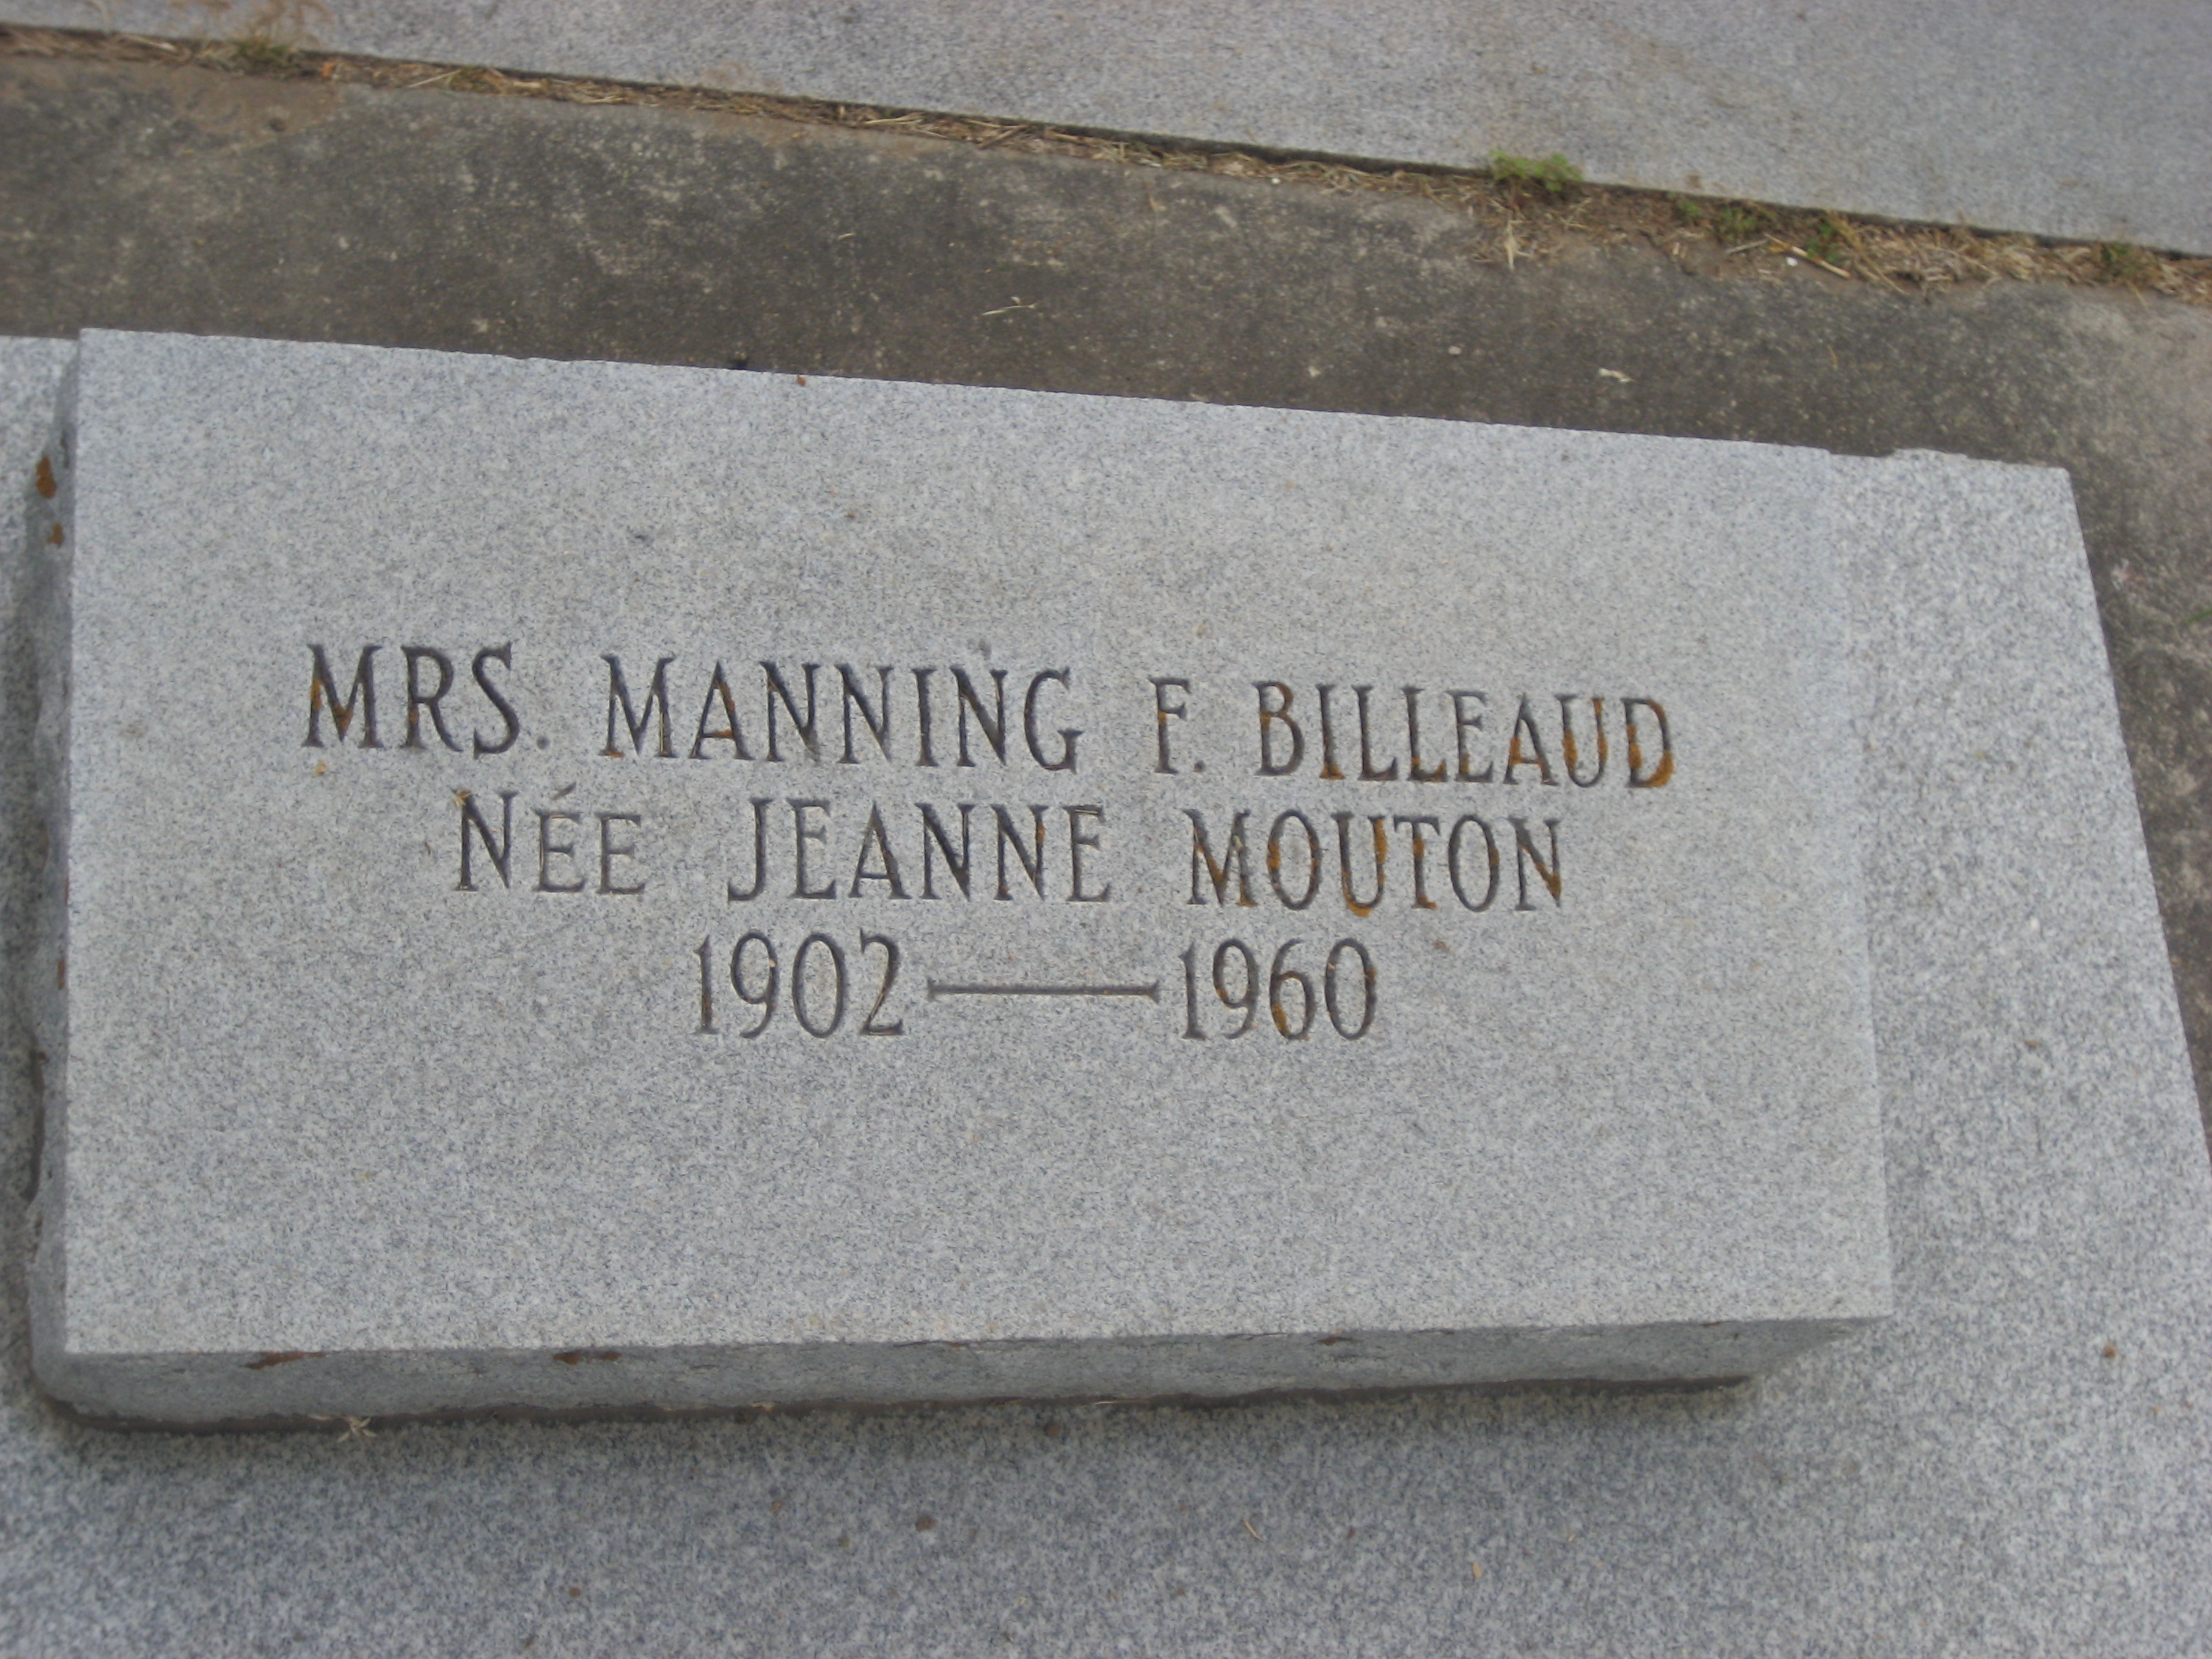 MRS. MANNING F. BILLEAUD
NÉE JEANNE MOUTON
1902—1960